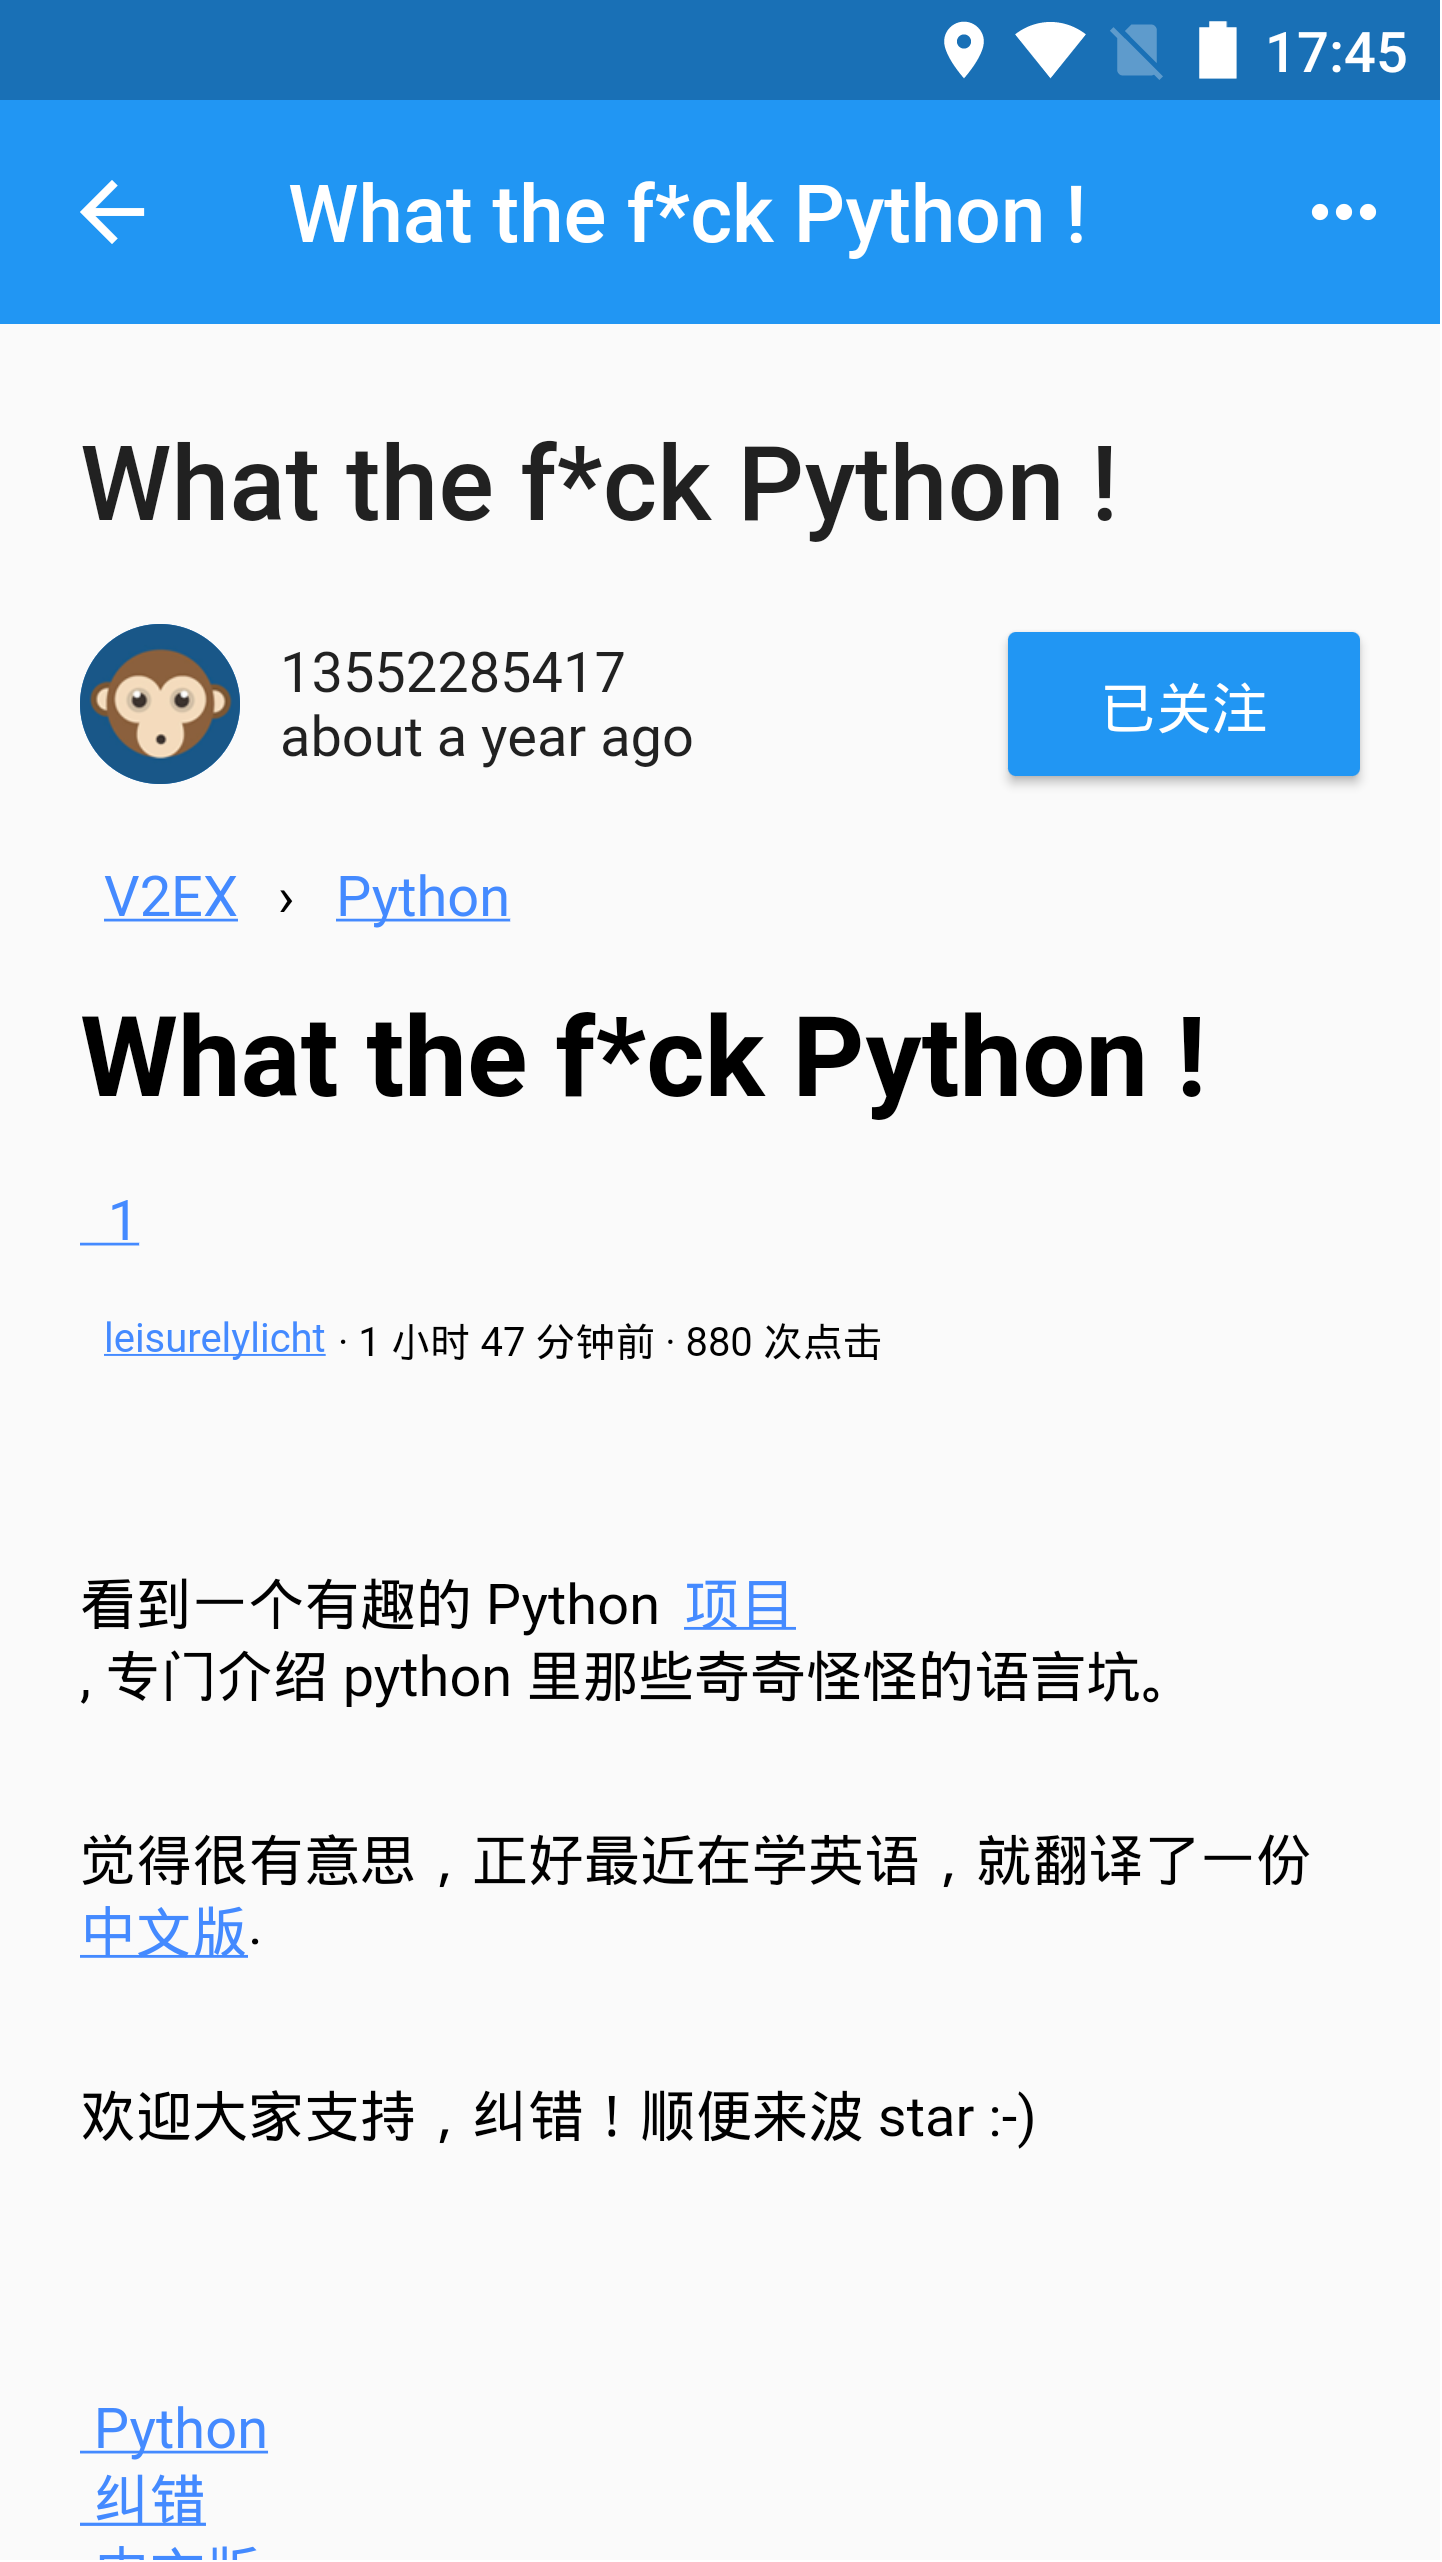 17:45
What the f*ck Python !
What the f*ck Python !
13552285417
about a year ago
已关注
V2EX › Python
What the f*ck Python !
1
leisurelylicht · 1 小时 47 分钟前 · 880 次点击
看到一个有趣的 Python 项目
, 专门介绍 python 里那些奇奇怪怪的语言坑。
觉得很有意思，正好最近在学英语，就翻译了一份
中文版.
欢迎大家支持，纠错！顺便来波 star :-)
Python
纠错
中文版